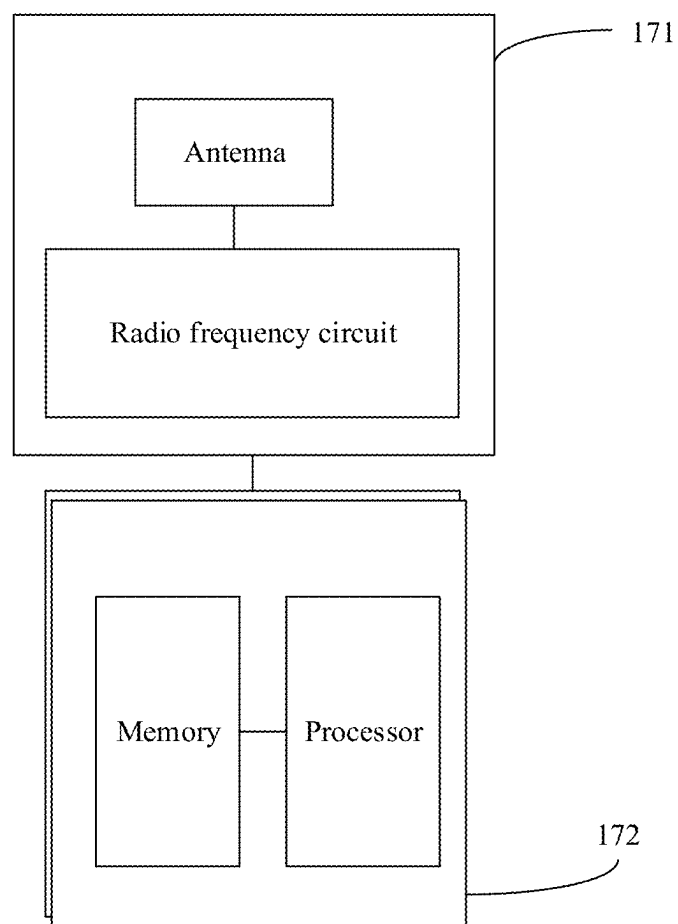 171
Antenna
Radio frequency circuit
Memory
Processor
172